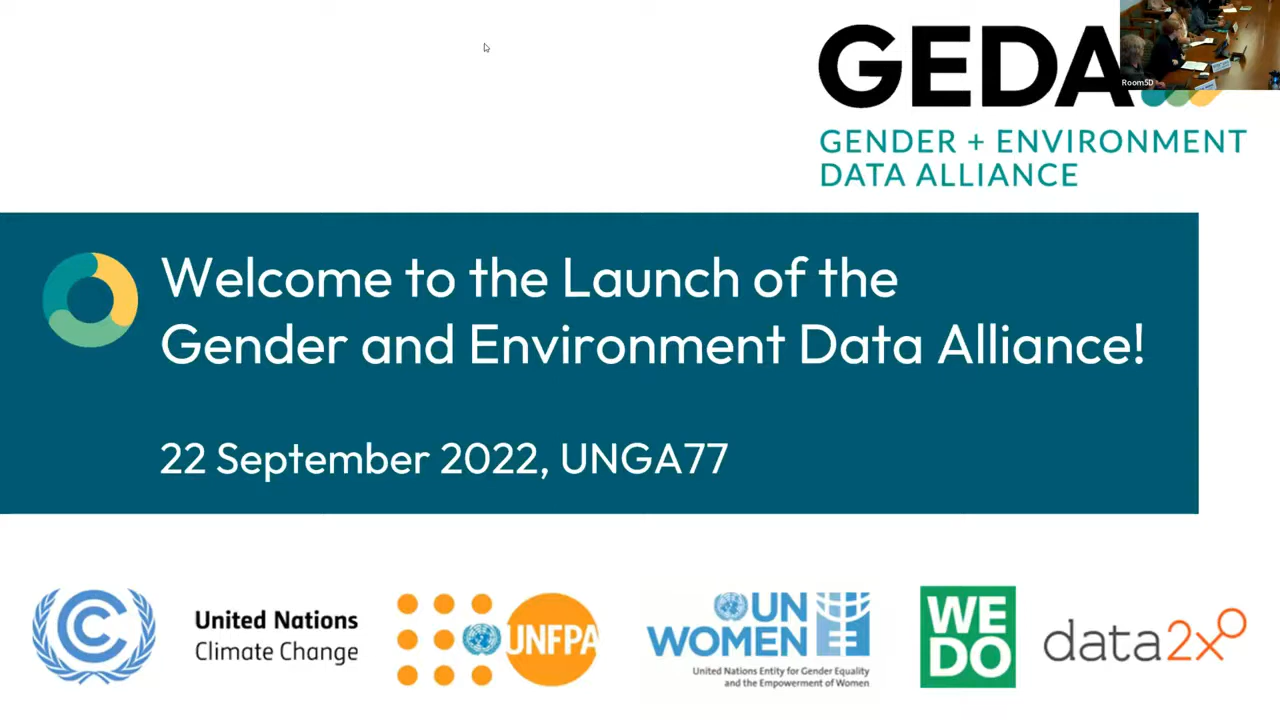 GEDA
Room5D
GENDER + ENVIRONMENT
DATA ALLIANCE
Welcome to the Launch of the
Gender and Environment Data Alliance!
22 September 2022, UNGA77
United Nations
Climate Change
UNFPA
UN
WOMEN
United Nations Entity for Gender Equality
and the Empowerment of Women
WE
DO
data2x